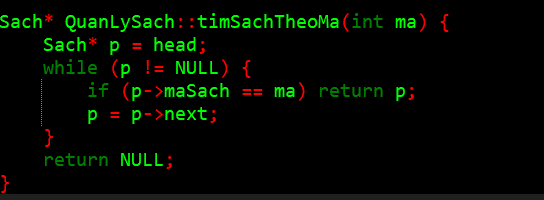 Sach* QuanLySach::timSachTheoMa(int ma) {
    Sach* p = head;
    while (p != NULL) {
        if (p->maSach == ma) return p;
        p = p->next;
    }
    return NULL;
}